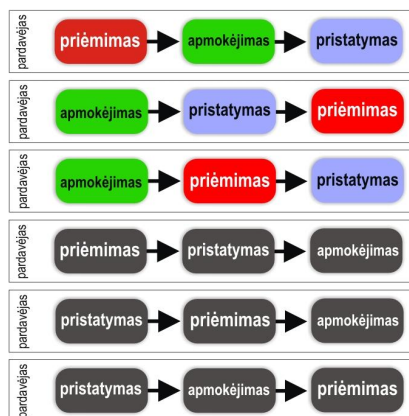 pardavėjas priėmimas apmokėjimas pristatymas
pardavėjas apmokėjimas pristatymas priėmimas
pardavėjas apmokėjimas priėmimas pristatymas
pardavėjas priėmimas pristatymas apmokėjimas
pardavėjas pristatymas priėmimas apmokėjimas
pardavėjas pristatymas apmokėjimas priėmimas